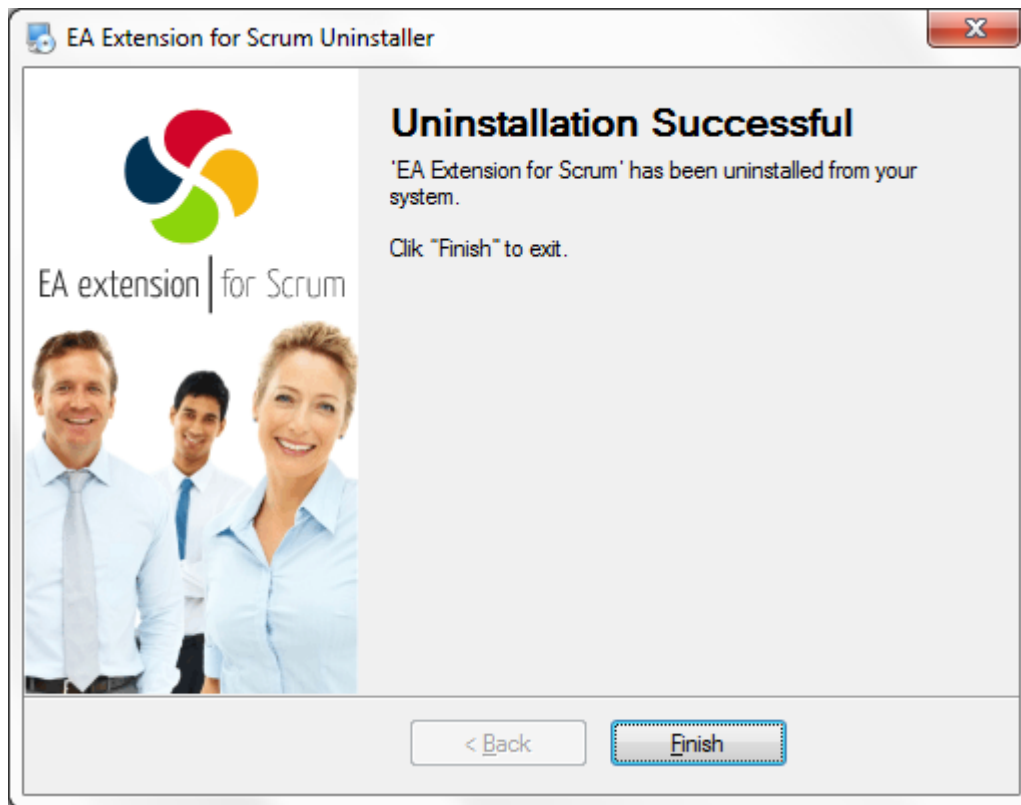 EA Extension for Scrum Uninstaller
EA extension | for Scrum
Uninstallation Successful
'EA Extension for Scrum' has been uninstalled from your
system.
Clik "Finish" to exit.
< Back
Finish